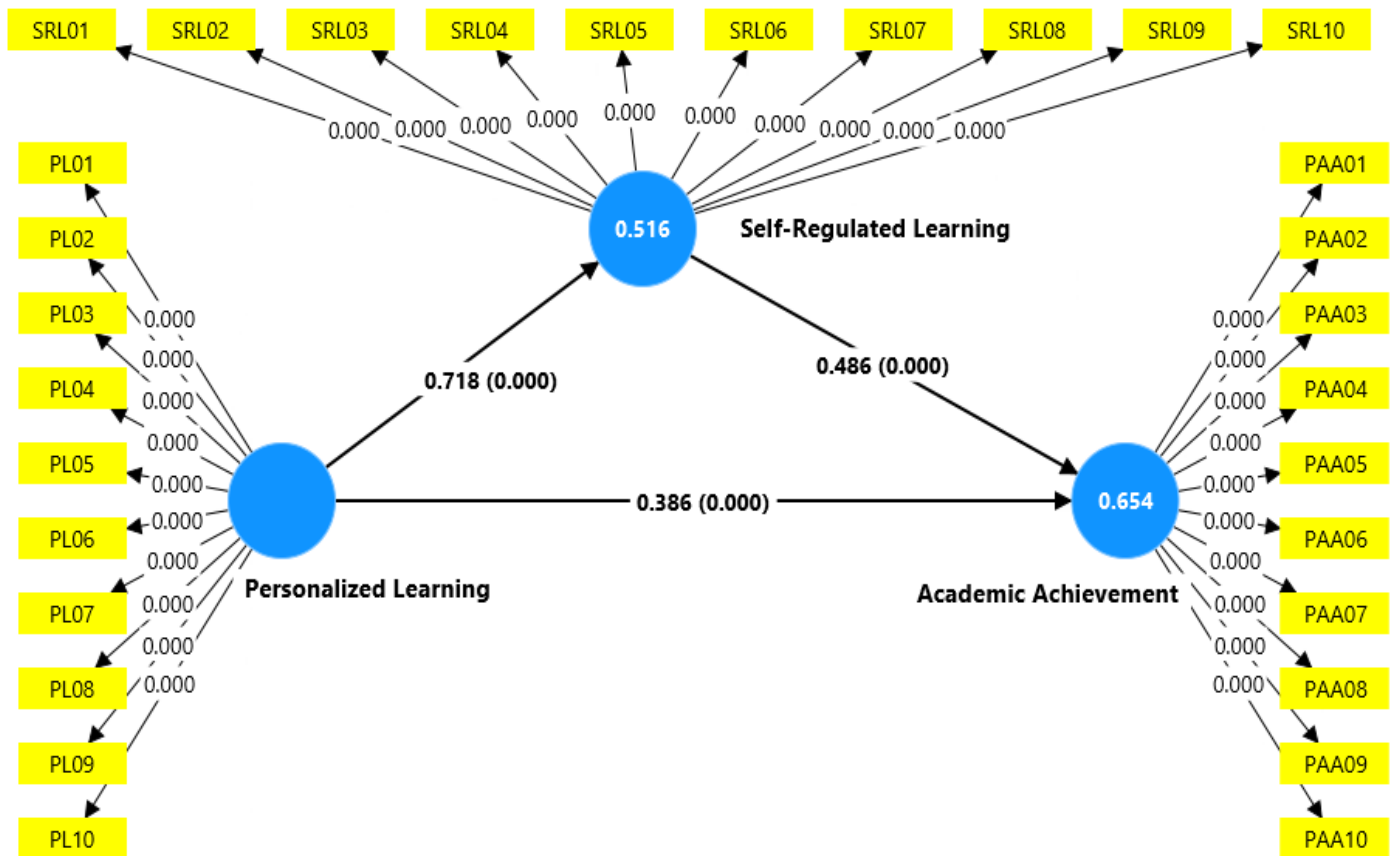 SRL01 SRL02 SRL03 SRL04 SRL05 SRL06 SRL07 SRL08 SRL09 SRL10
0.000 0.000 0.000 0.000 0.000 0.000 0.000 0.000 0.000 0.000
0.516
Self-Regulated Learning
PL01
PL02
PL03
PL04
PL05
PL06
PL07
PL08
PL09
PL10
0.000
0.000
0.000
0.000
0.000
0.000
0.000
0.000
0.000
0.000
Personalized Learning
0.718 (0.000)
0.486 (0.000)
0.386 (0.000)
0.654
Academic Achievement
0.000
0.000
0.000
0.000
0.000
0.000
0.000
0.000
0.000
0.000
PAA01
PAA02
PAA03
PAA04
PAA05
PAA06
PAA07
PAA08
PAA09
PAA10